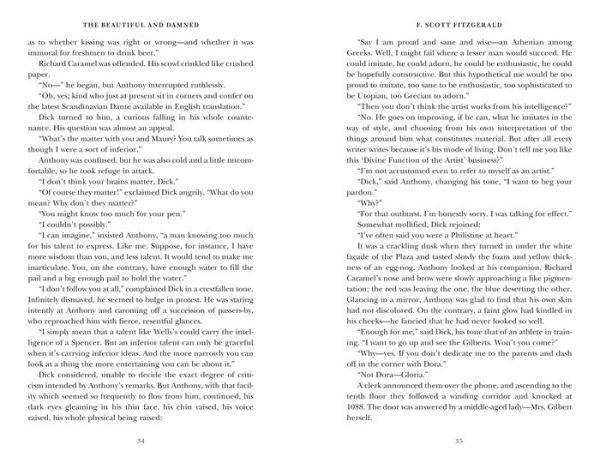 THE BEAUTIFUL AND DAMNED
as to whether kissing was right or wrong—and whether it was
immoral for freshmen to drink beer."
Richard Caramel was offended. His scowl crinkled like crushed
paper.
"No—" he began, but Anthony interrupted ruthlessly.
"Oh, yes; kind who just at present sit in corners and confer on
the latest Scandinavian Dante available in English translation."
Dick turned to him, a curious falling in his whole counte-
nance. His question was almost an appeal.
"What's the matter with you and Maury? You talk sometimes as
though I were a sort of inferior."
Anthony was confused, but he was also cold and a little uncom-
fortable, so he took refuge in attack.
"I don't think your brains matter, Dick."
"Of course they matter!" exclaimed Dick angrily. "What do you
mean? Why don't they matter?"
"You might know too much for your pen."
"I couldn't possibly."
"I can imagine," insisted Anthony, "a man knowing too much
for his talent to express. Like me. Suppose, for instance, I have
more wisdom than you, and less talent. It would tend to make me
inarticulate. You, on the contrary, have enough water to fill the
pail and a big enough pail to hold the water."
"I don't follow you at all," complained Dick in a crestfallen tone.
Infinitely dismayed, he seemed to bulge in protest. He was staring
intently at Anthony and caroming off a succession of passers-by,
who reproached him with fierce, resentful glances.
"I simply mean that a talent like Wells's could carry the intel-
ligence of a Spencer. But an inferior talent can only be graceful
when it's carrying inferior ideas. And the more narrowly you can
look at a thing the more entertaining you can be about it."
Dick considered, unable to decide the exact degree of criti-
cism intended by Anthony's remarks. But Anthony, with that facil-
ity which seemed so frequently to flow from him, continued, his
dark eyes gleaming in his thin face, his chin raised, his voice
raised, his whole physical being raised:
34
F. SCOTT FITZGERALD
"Say I am proud and sane and wise—an Athenian among
Greeks. Well, I might fail where a lesser man would succeed. He
could imitate, he could adorn, he could be enthusiastic, he could
be hopefully constructive. But this hypothetical me would be too
proud to imitate, too sane to be enthusiastic, too sophisticated to
be Utopian, too Grecian to adorn."
"Then you don't think the artist works from his intelligence?"
"No. He goes on improving, if he can, what he imitates in the
way of style, and choosing from his own interpretation of the
things around him what constitutes material. But after all every
writer writes because it's his mode of living. Don't tell me you like
this 'Divine Function of the Artist' business?"
"I'm not accustomed even to refer to myself as an artist."
"Dick," said Anthony, changing his tone, "I want to beg your
pardon."
"Why?"
"For that outburst. I'm honestly sorry. I was talking for effect."
Somewhat mollified, Dick rejoined:
"I've often said you were a Philistine at heart."
It was a crackling dusk when they turned in under the white
façade of the Plaza and tasted slowly the foam and yellow thick-
ness of an egg-nog. Anthony looked at his companion. Richard
Caramel's nose and brow were slowly approaching a like pigmen-
tation; the red was leaving the one, the blue deserting the other.
Glancing in a mirror, Anthony was glad to find that his own skin
had not discolored. On the contrary, a faint glow had kindled in
his cheeks—he fancied that he had never looked so well.
"Enough for me," said Dick, his tone that of an athlete in train-
ing. "I want to go up and see the Gilberts. Won't you come?"
"Why—yes. If you don't dedicate me to the parents and dash
off in the corner with Dora."
"Not Dora—Gloria."
A clerk announced them over the phone, and ascending to the
tenth floor they followed a winding corridor and knocked at
1088. The door was answered by a middle-aged lady—Mrs. Gilbert
herself.
35